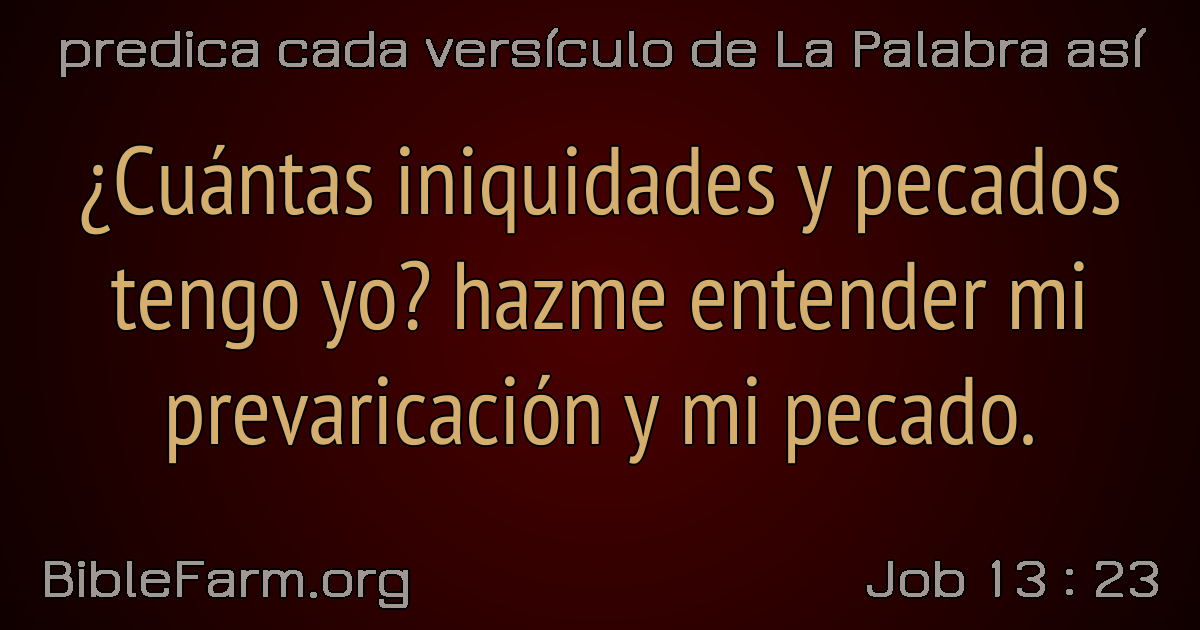 predica cada versículo de La Palabra así
¿Cuántas iniquidades y pecados
tengo yo? hazme entender mi
prevaricación y mi pecado.
BibleFarm.org
Job 13 : 23